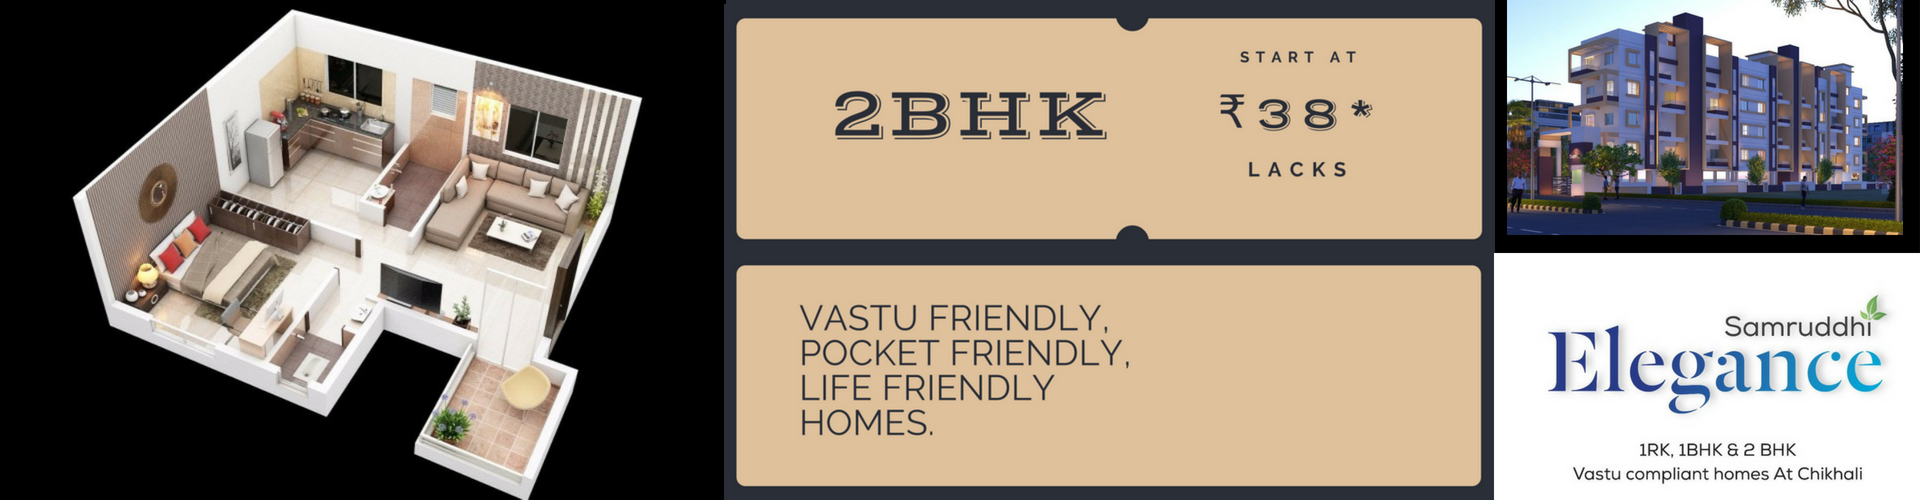 2BHK
START AT
₹38*
LACKS
VASTU FRIENDLY,
POCKET FRIENDLY,
LIFE FRIENDLY
HOMES.
Samruddhi
Elegance
1RK, 1BHK & 2 BHK
Vastu compliant homes At Chikhali